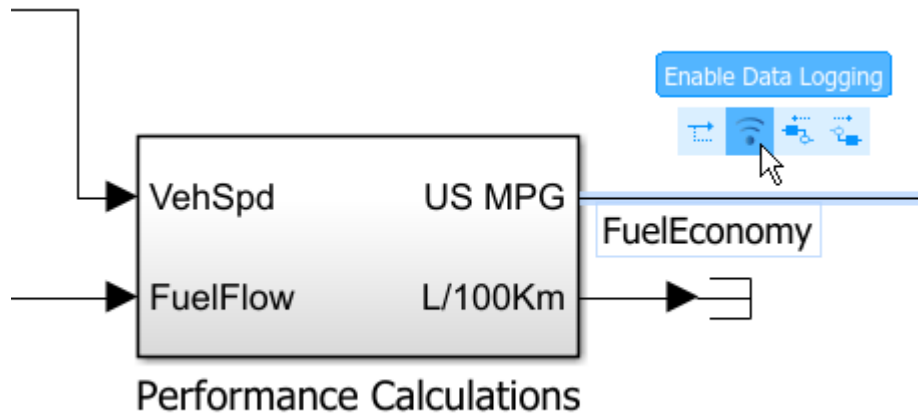 Enable Data Logging
VehSpd
US MPG
FuelEconomy
FuelFlow
L/100Km
Performance Calculations